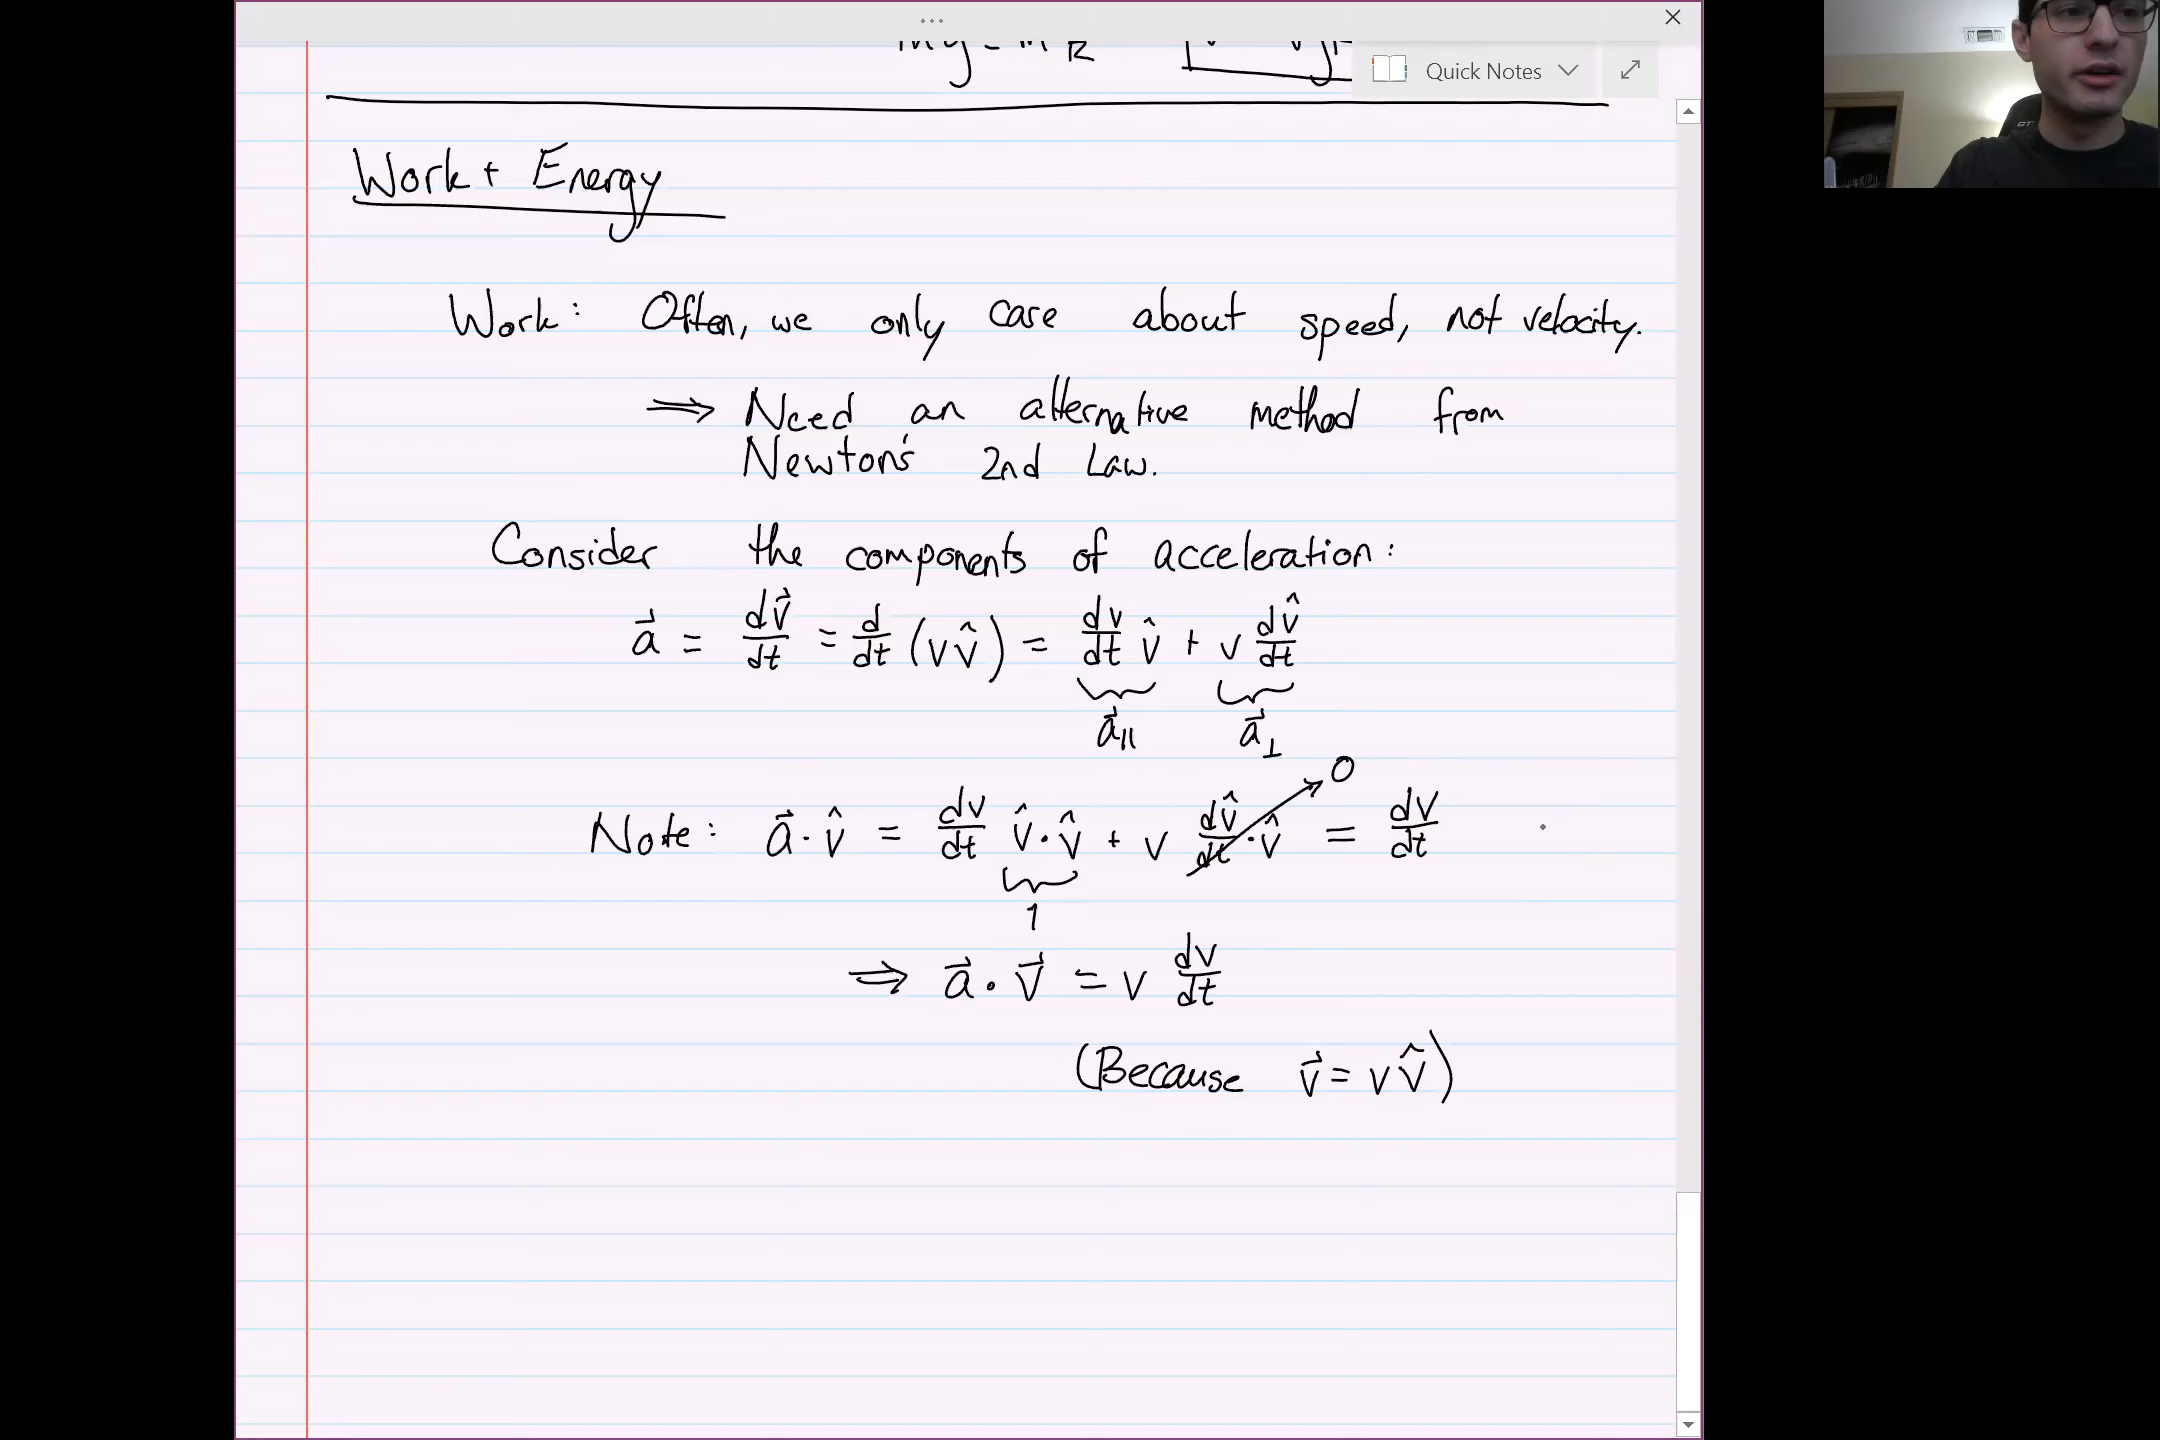 Quick Notes
Work + Energy
Work: Often, we only care about speed, not velocity.
⟹ Need an alternative method from
Newton's 2nd Law.
Consider the components of acceleration:
a⃗ = dv⃗/dt = d/dt (v v̂) = dv/dt v̂ + v dv̂/dt
a⃗∥ a⃗⊥
0
Note: a⃗ · v̂ = dv/dt v̂ · v̂ + v dv̂/dt · v̂ = dv/dt
1
⟹ a⃗ · v⃗ = v dv/dt
(Because v⃗ = v v̂)